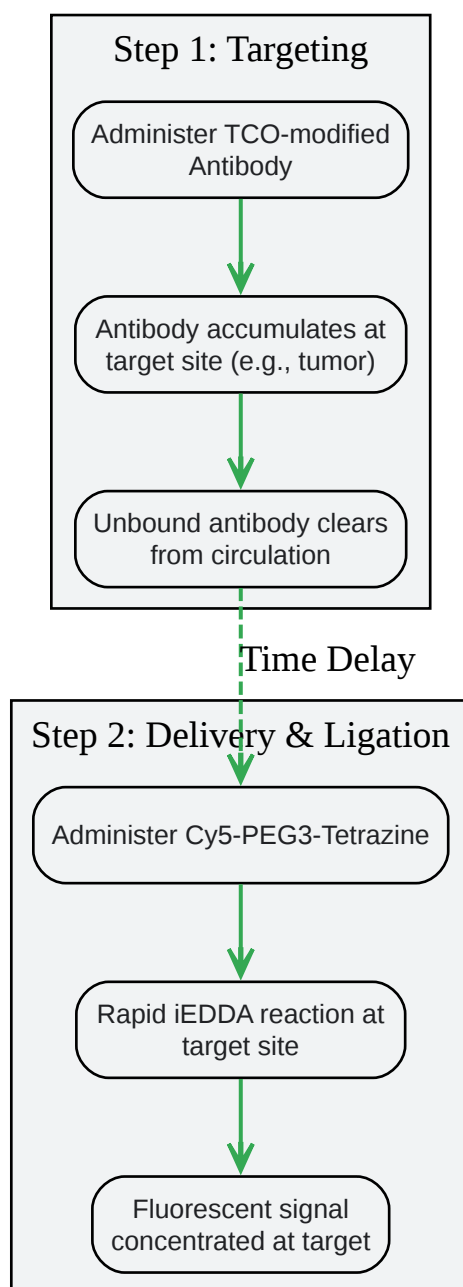 Step 1: Targeting
Administer TCO-modified
Antibody
Antibody accumulates at
target site (e.g., tumor)
Unbound antibody clears
from circulation
Time Delay
Step 2: Delivery & Ligation
Administer Cy5-PEG3-Tetrazine
Rapid iEDDA reaction at
target site
Fluorescent signal
concentrated at target